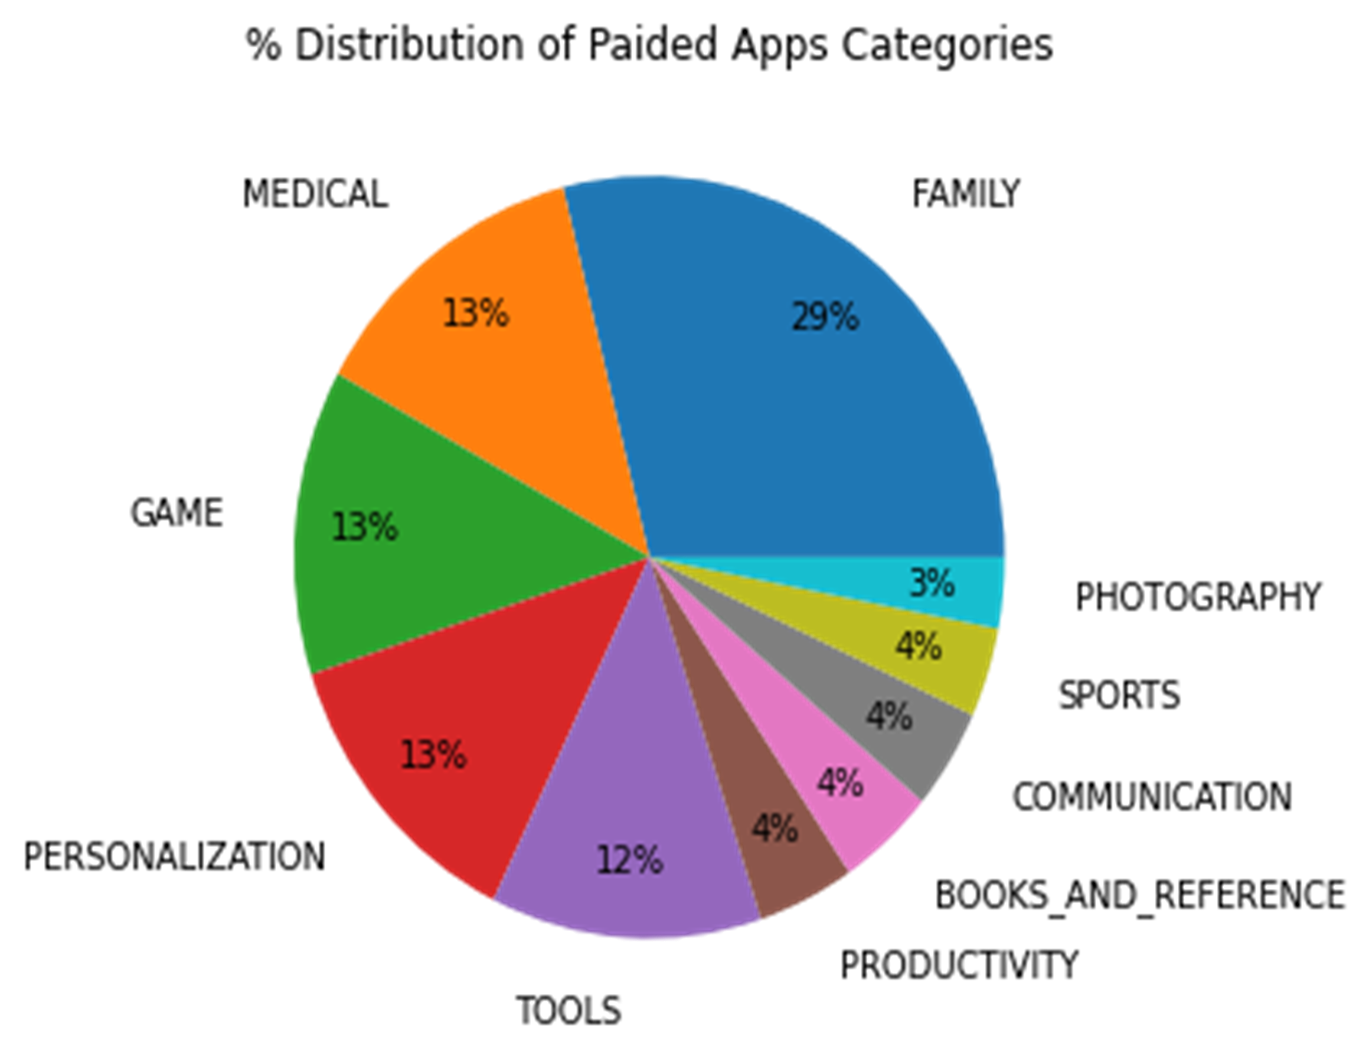 % Distribution of Paided Apps Categories
MEDICAL
FAMILY
13%
29%
GAME
13%
3%
PHOTOGRAPHY
4%
SPORTS
4%
13%
4%
COMMUNICATION
4%
PERSONALIZATION
12%
BOOKS_AND_REFERENCE
PRODUCTIVITY
TOOLS